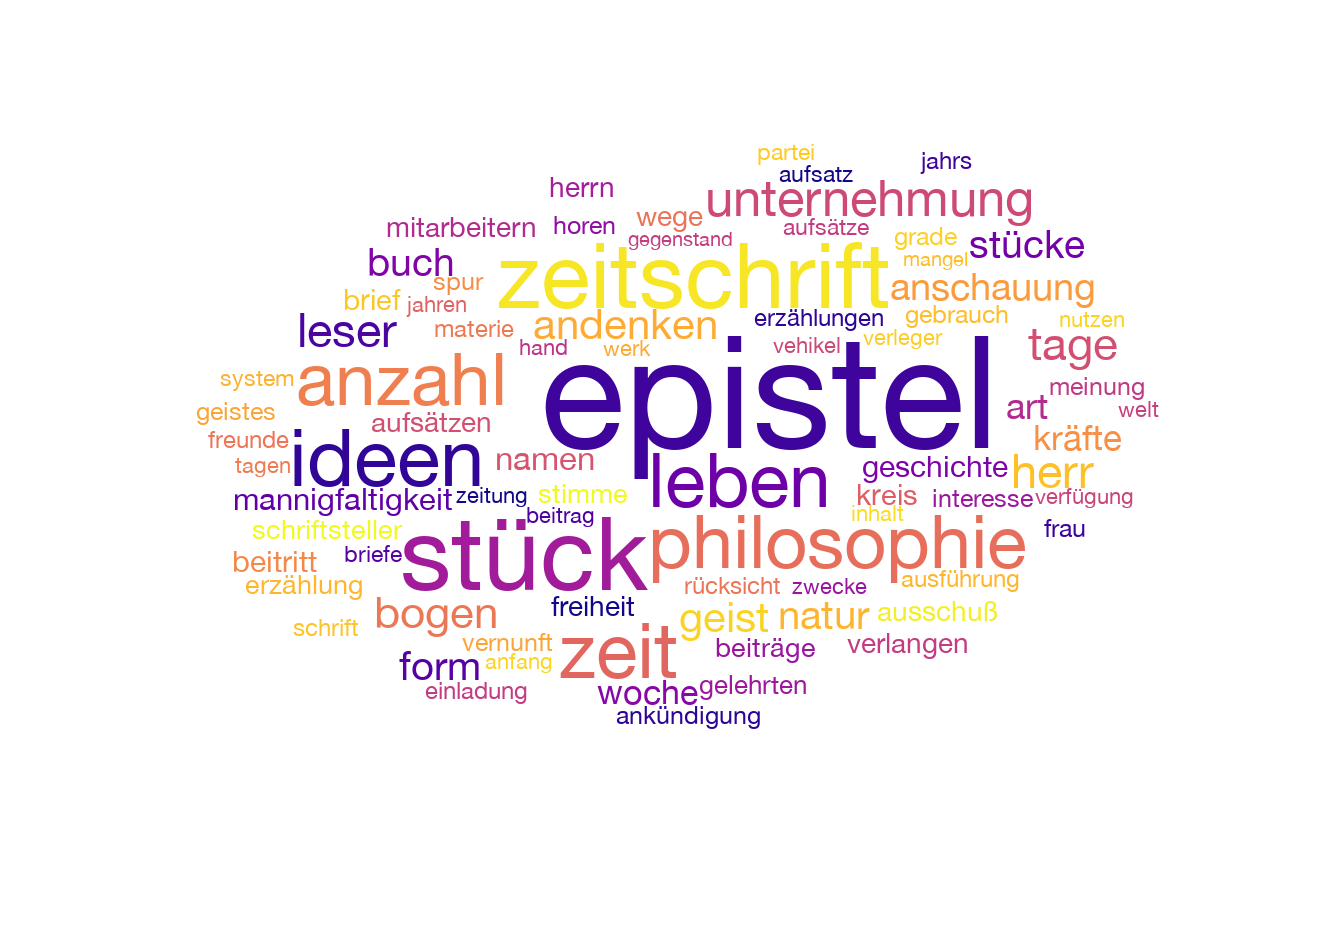 partei
jahrs
aufsatz
herrn
unternehmung
wege
horen
mitarbeitern
aufsätze
gegenstand
grade
stücke
mangel
buch
zeitschrift
spur
anschauung
brief
jahren
erzählungen
gebrauch
nutzen
leser
materie
andenken
verleger
hand
werk
vehikel
tage
system
anzahl
epistel
meinung
geistes
aufsätzen
art
welt
freunde
kräfte
tagen
ideen
namen
leben
geschichte
herr
mannigfaltigkeit
zeitung
stimme
kreis
interesse
verfügung
beitrag
inhalt
schriftsteller
frau
briefe
stück
philosophie
beitritt
erzählung
rücksicht
zwecke
ausführung
bogen
freiheit
geist
natur
ausschuß
schrift
vernunft
zeit
beiträge
verlangen
anfang
form
einladung
woche
gelehrten
ankündigung